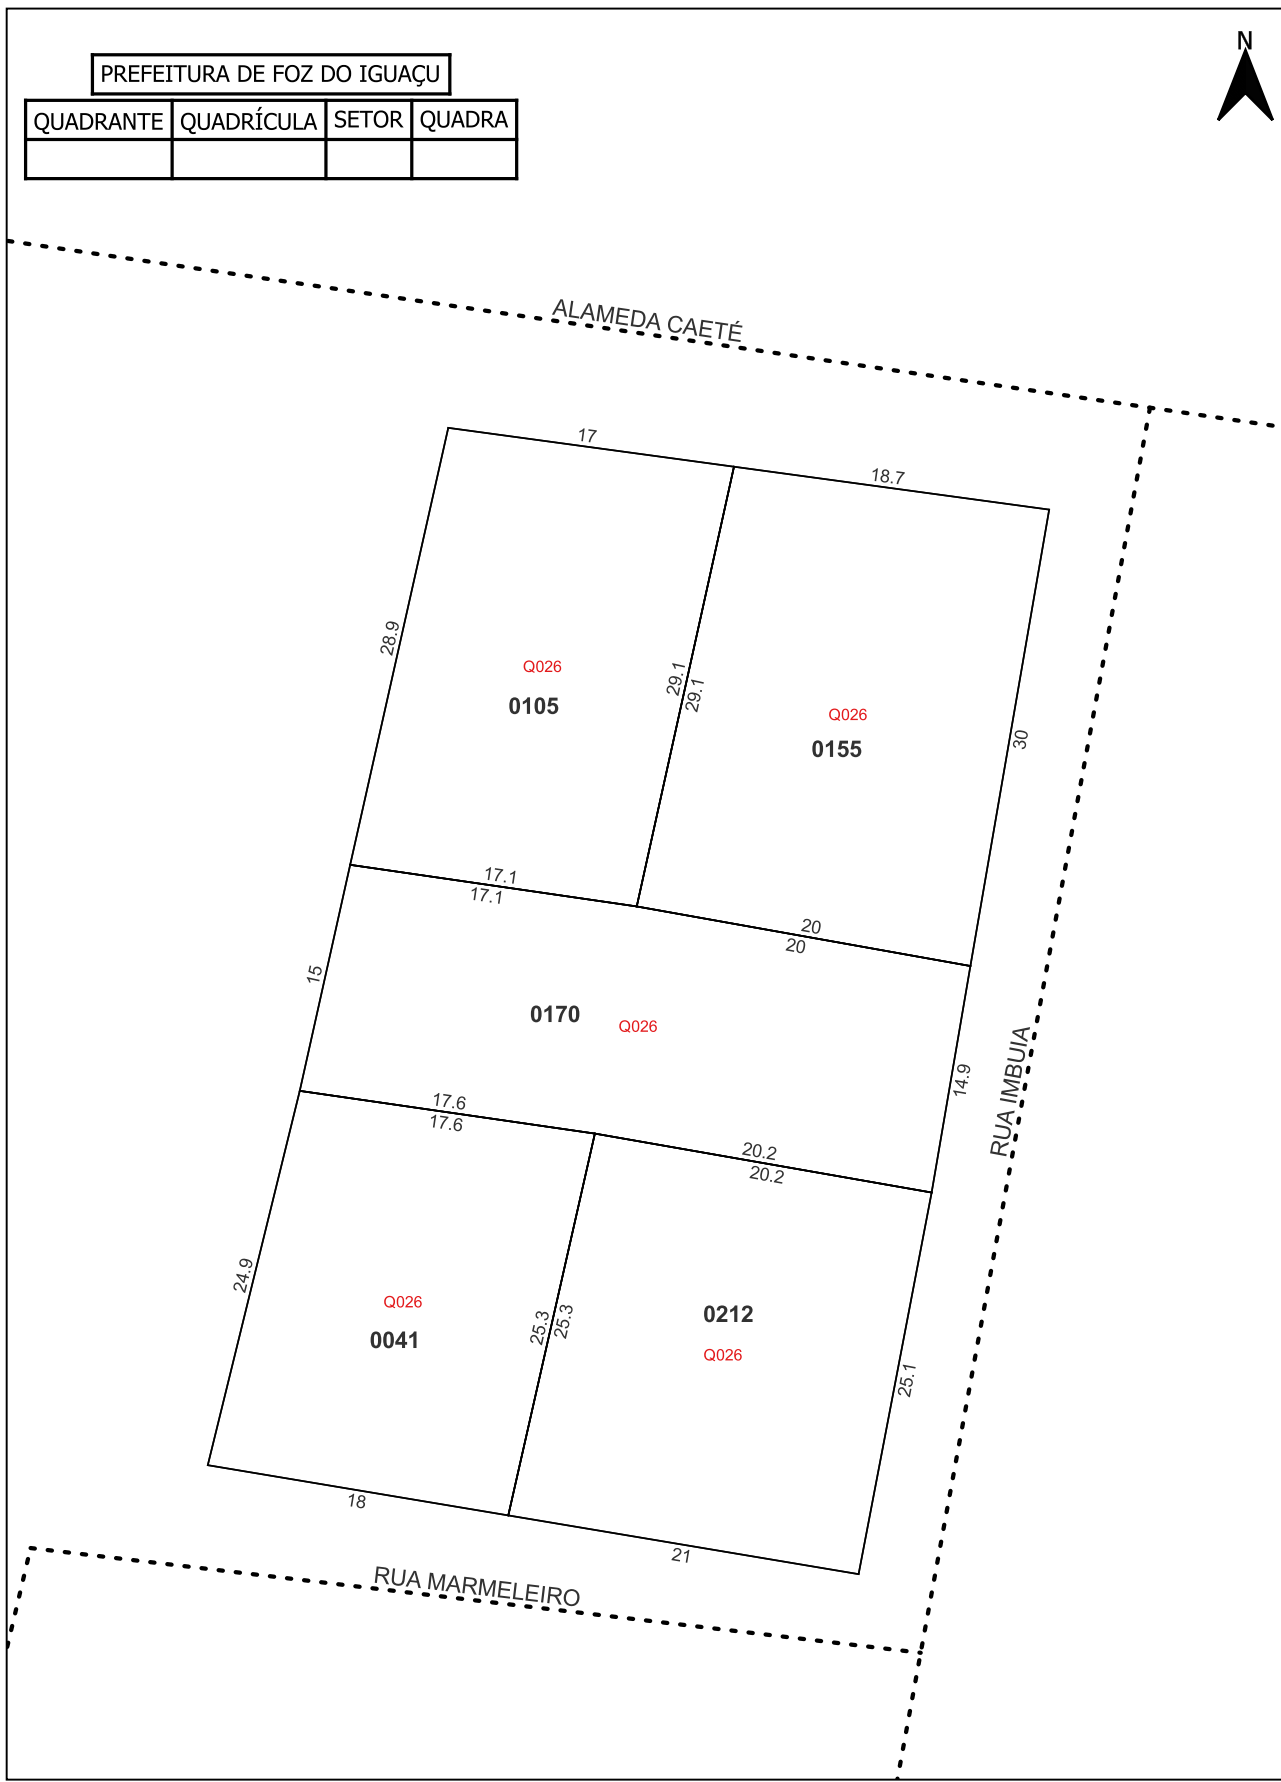 N
PREFEITURA DE FOZ DO IGUAÇU
QUADRANTE QUADRÍCULA SETOR QUADRA
ALAMEDA CAETÉ
17
18.7
28.9
Q026
0105
29.1
29.1
Q026
0155
30
17.1
17.1
20
20
15
0170
Q026
14.9
RUA IMBUIA
17.6
17.6
20.2
20.2
24.9
Q026
0041
25.3
25.3
0212
Q026
25.1
18
21
RUA MARMELEIRO